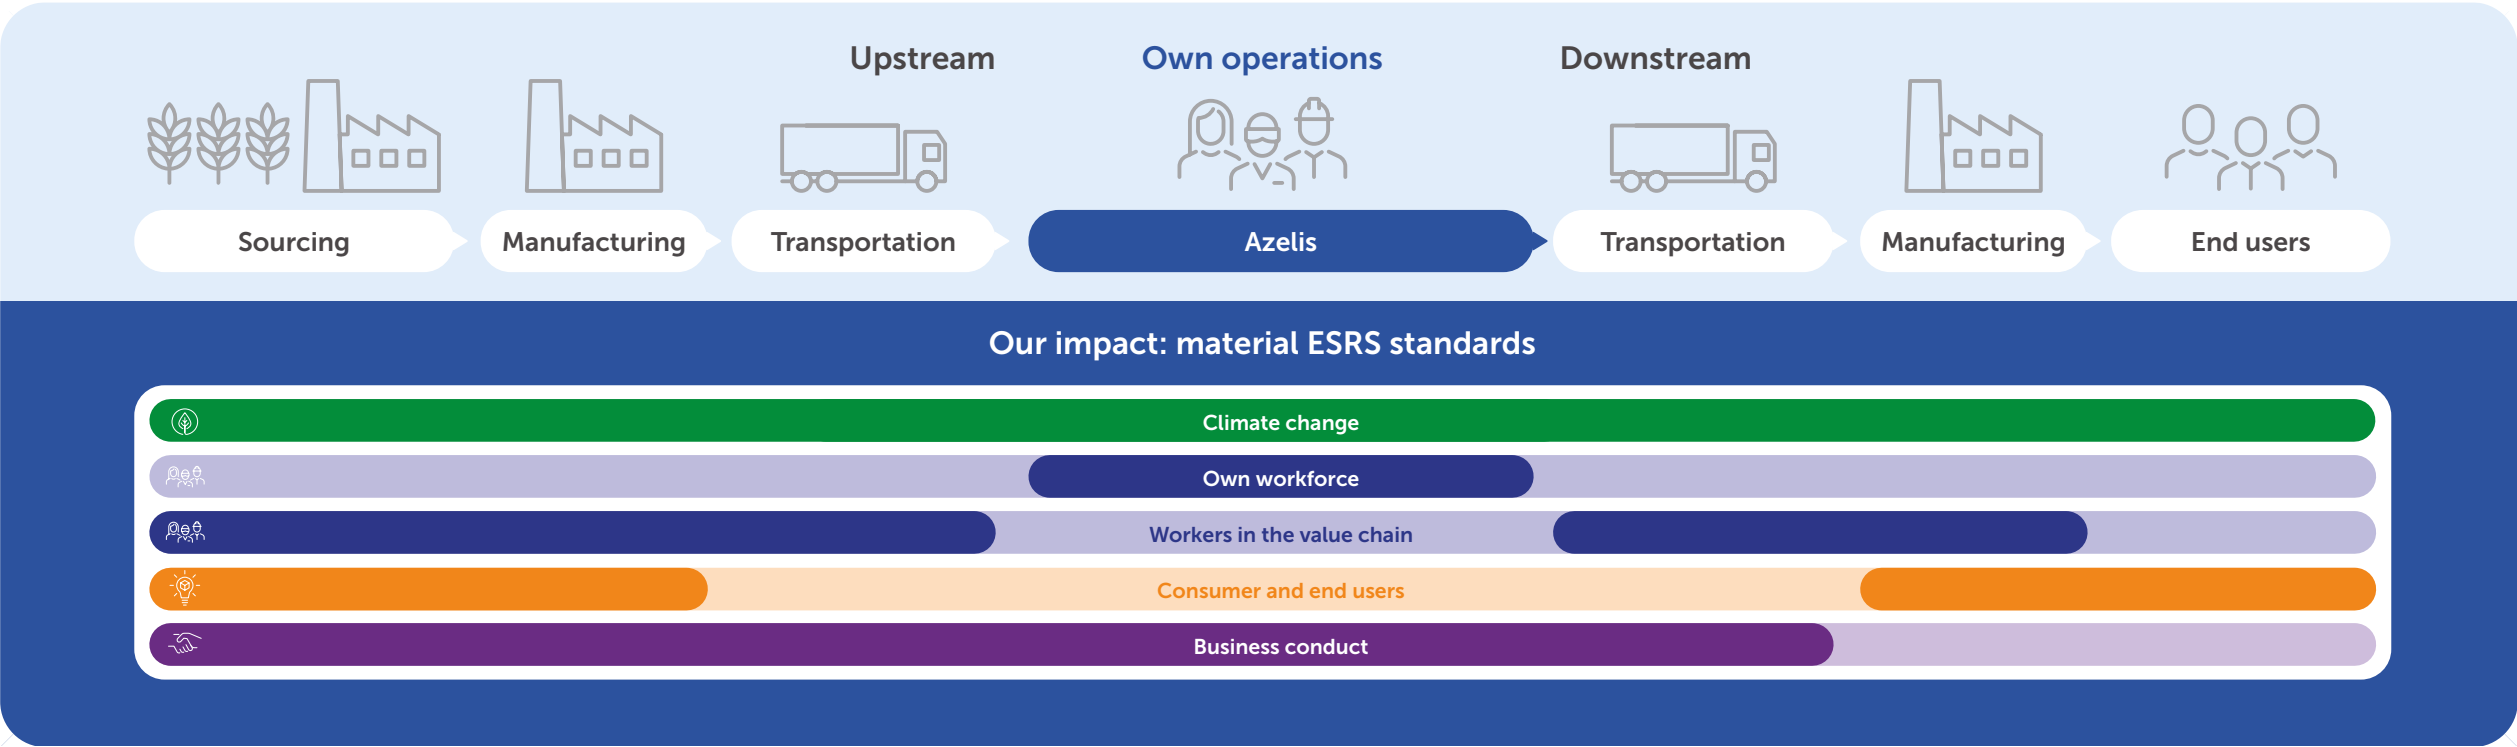 Upstream
Own operations
Downstream
Sourcing
Manufacturing
Transportation
Azelis
Transportation
Manufacturing
End users
Our impact: material ESRS standards
Climate change
Own workforce
Workers in the value chain
Consumer and end users
Business conduct